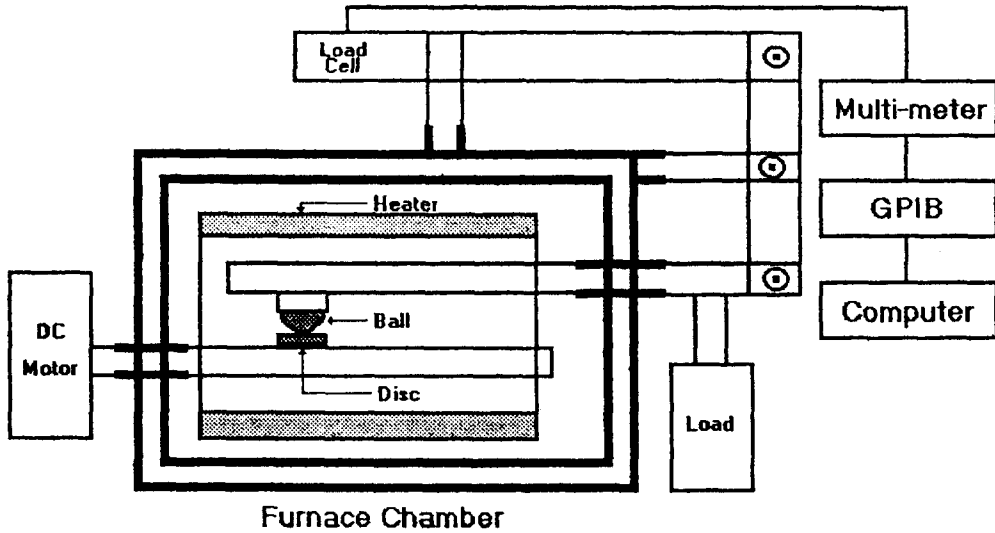 Load
Cell
Multi-meter
Heater
GPIB
Ball
Computer
DC
Motor
Disc
Load
Furnace Chamber